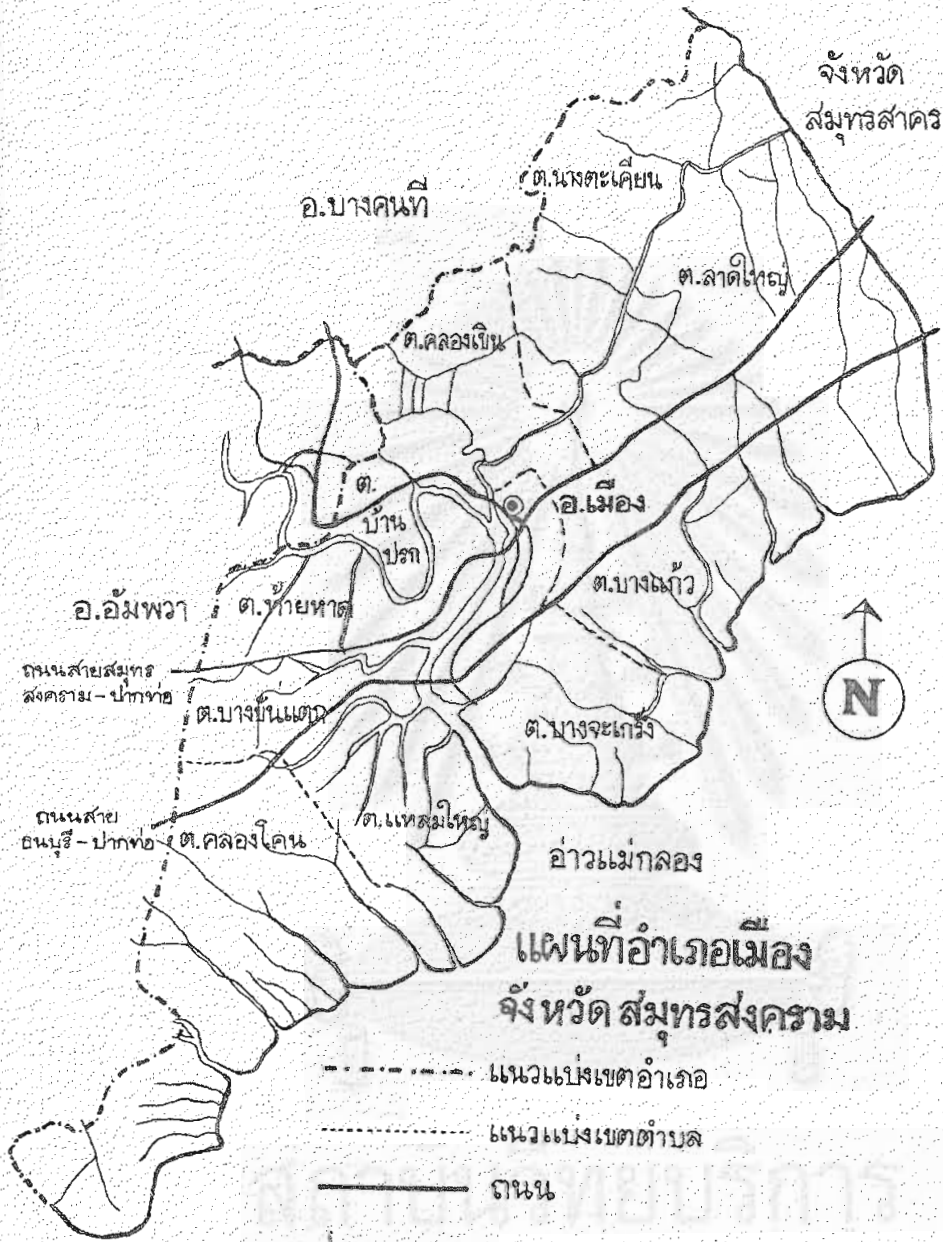 จังหวัด
สมุทรสาคร
ต.นางตะเคียน
อ.บางคนที
ต.ลาดใหญ่
ต.คลองเขิน
ต.
บ้าน
ปรก
อ.เมือง
ต.บางแก้ว
อ.อัมพวา
ต.ท้ายหาด
ถนนสายสมุทร
สงคราม-ปากท่อ
ต.บางขันแตก
N
ต.บางจะเกร็ง
ถนนสาย
ธนบุรี-ปากท่อ
ต.คลองโคน
ต.แหลมใหญ่
อ่าวแม่กลอง
แผนที่อำเภอเมือง
จังหวัด สมุทรสงคราม
แนวแบ่งเขตอำเภอ
แนวแบ่งเขตตำบล
ถนน